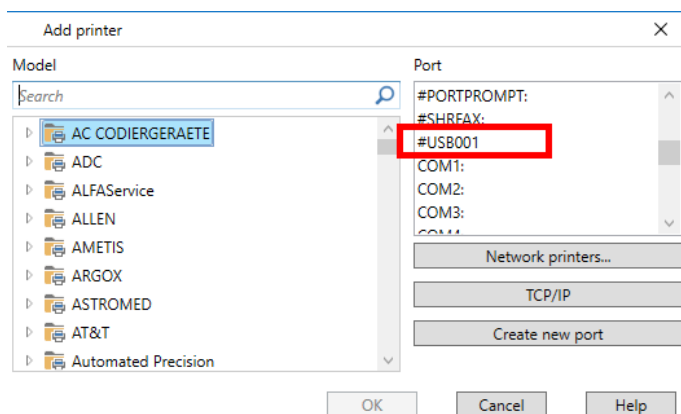 Add printer
Model
Search
AC CODIERGERAETE
ADC
ALFAService
ALLEN
AMETIS
ARGOX
ASTROMED
AT&T
Automated Precision
Port
#PORTPROMPT:
#SHRFAX:
#USB001
COM1:
COM2:
COM3:
Network printers...
TCP/IP
Create new port
OK
Cancel
Help